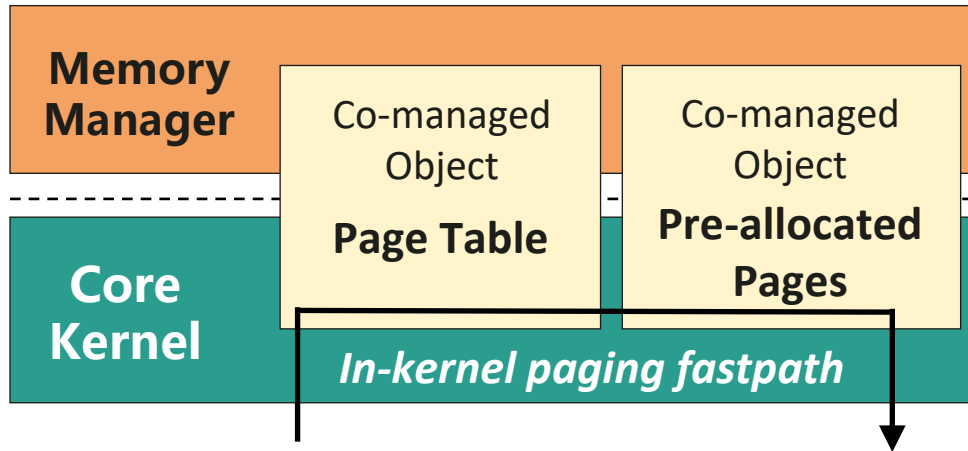 Memory
Manager
Co-managed
Object
Page Table
Co-managed
Object
Pre-allocated
Pages
Core
Kernel
In-kernel paging fastpath